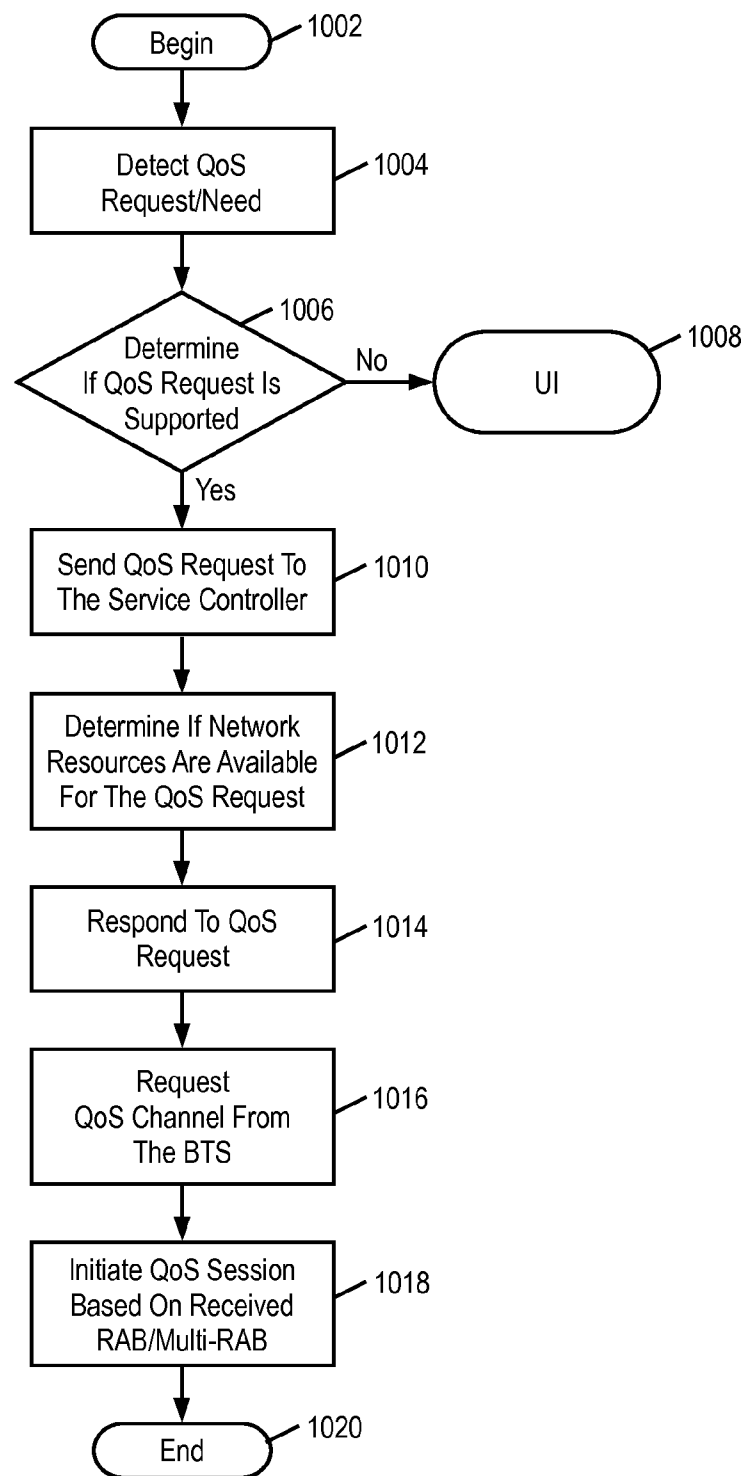 Begin
1002
Detect QoS
Request/Need
1004
1006
Determine
If QoS Request Is
Supported
No
UI
1008
Yes
Send QoS Request To
The Service Controller
1010
Determine If Network
Resources Are Available
For The QoS Request
1012
Respond To QoS
Request
1014
Request
QoS Channel From
The BTS
1016
Initiate QoS Session
Based On Received
RAB/Multi-RAB
1018
End
1020